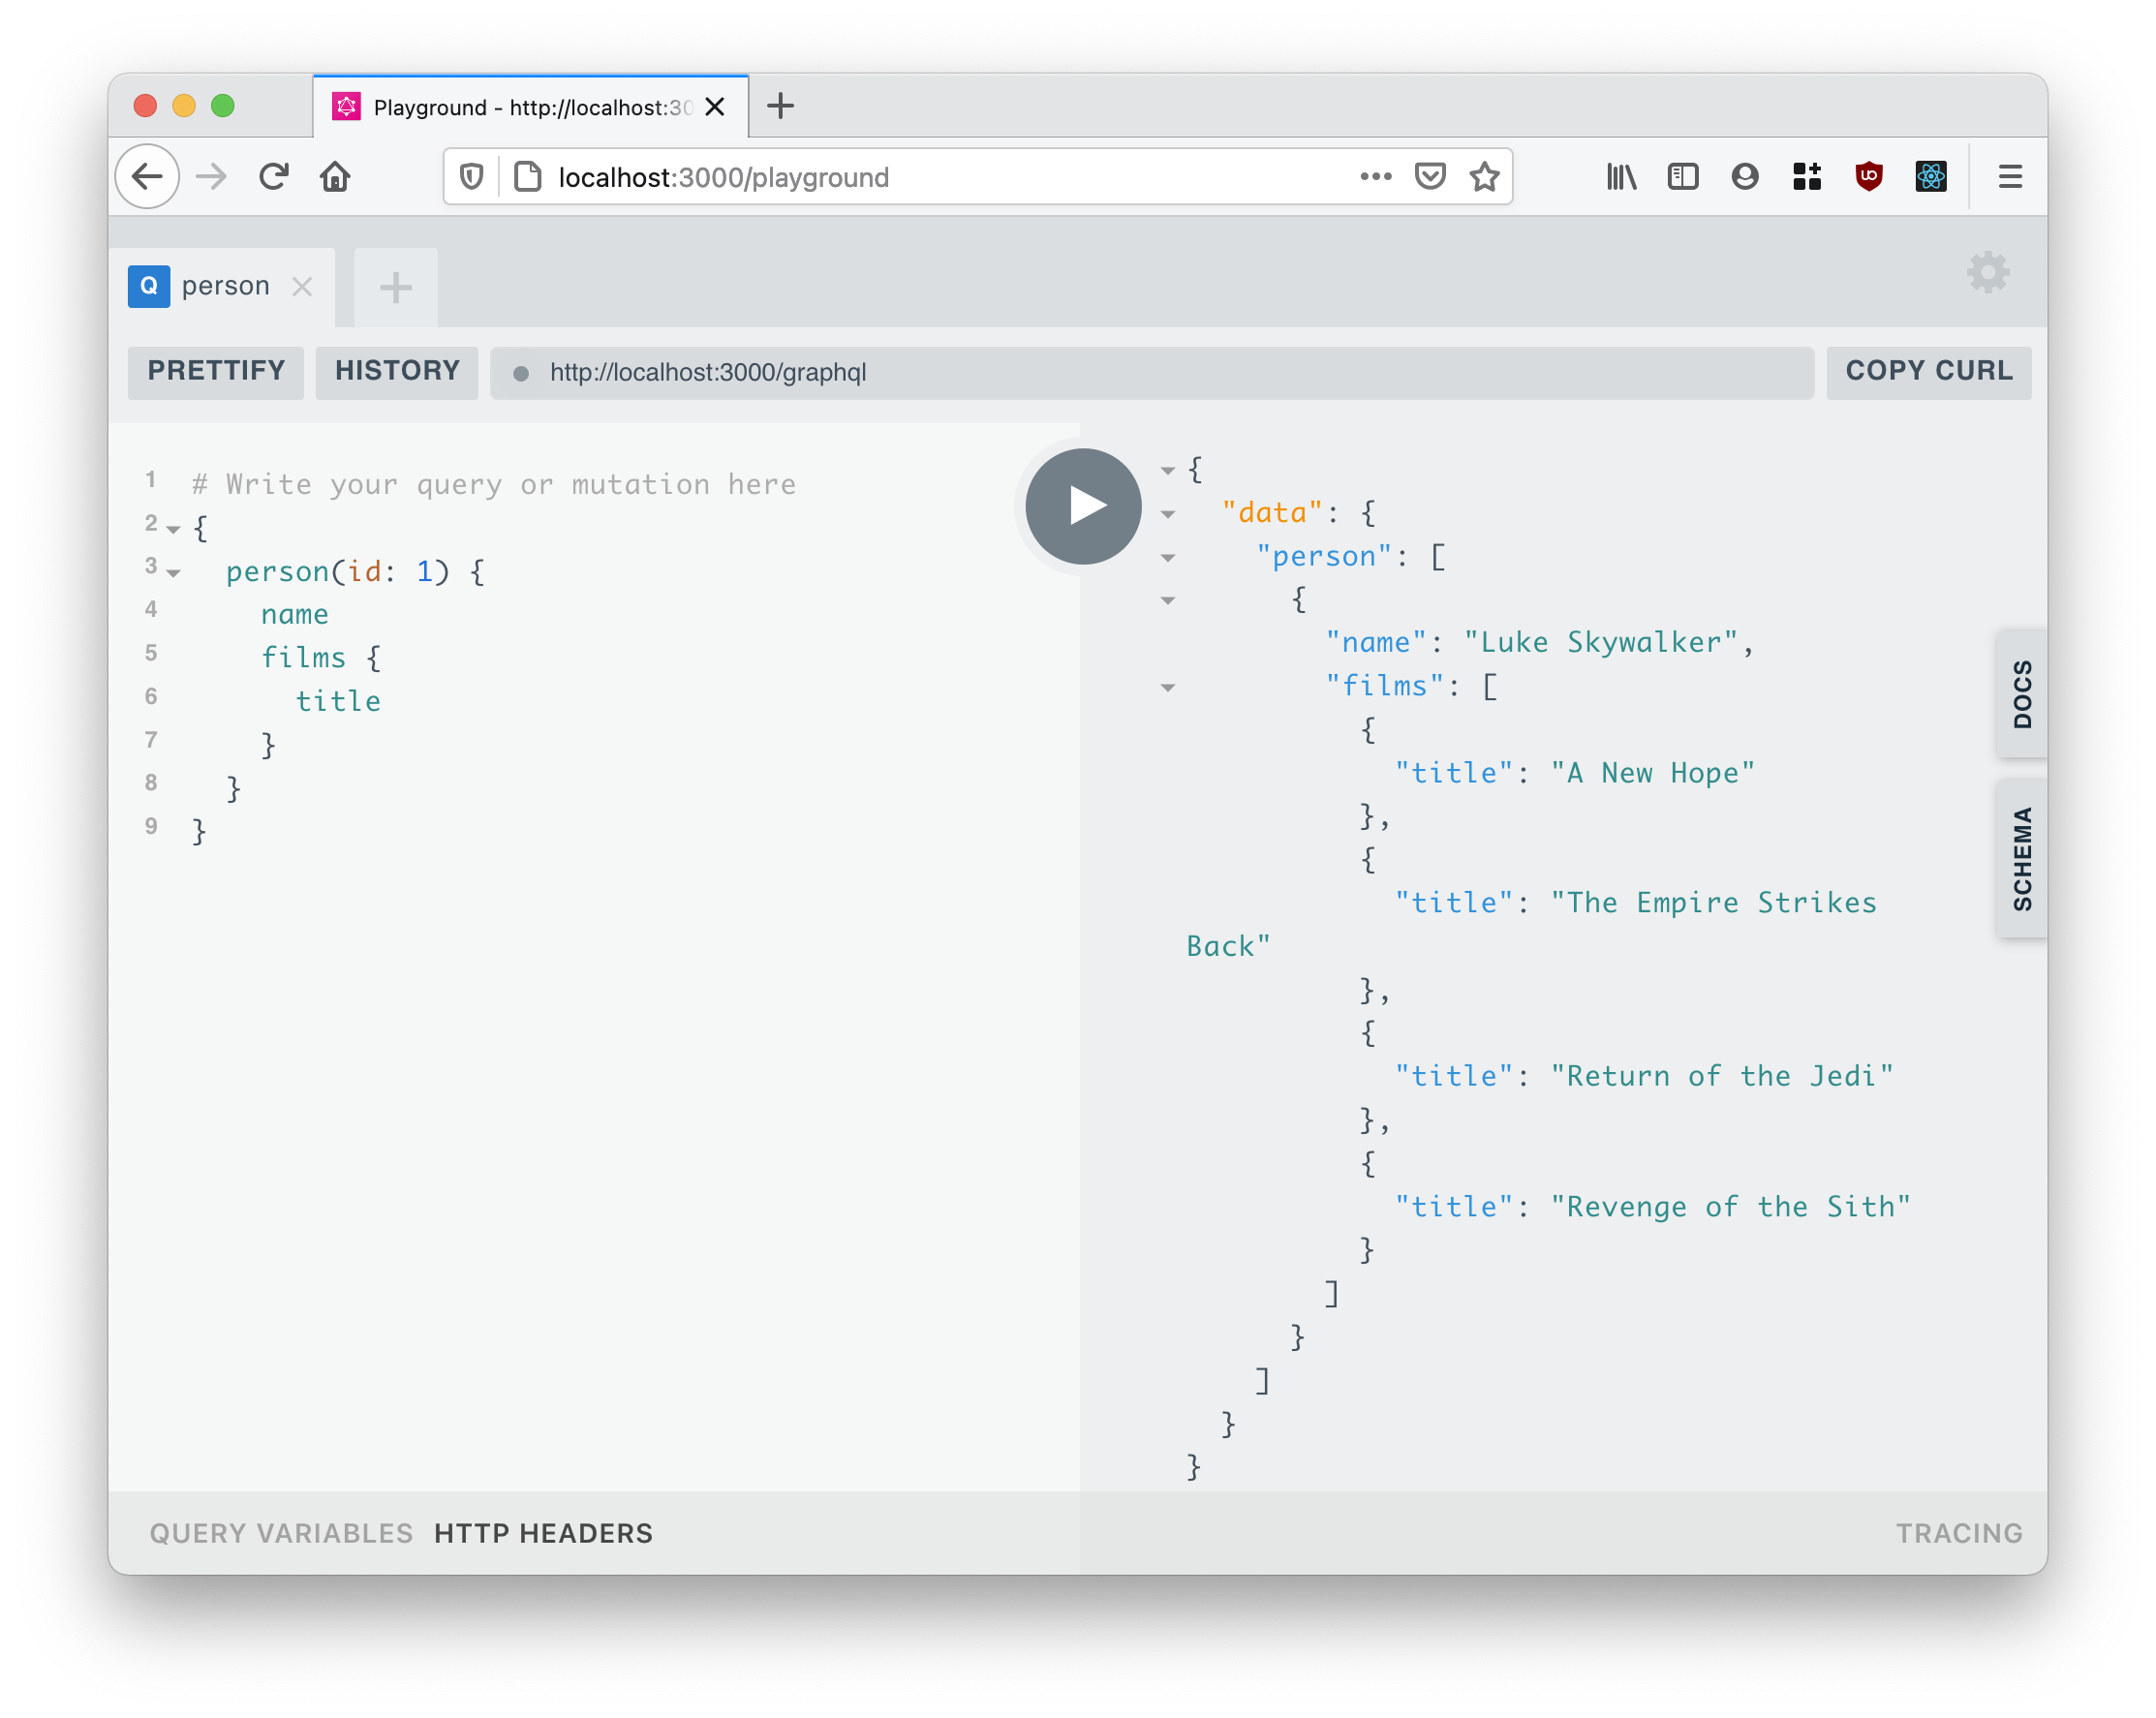 Playground - http://localhost:30
localhost:3000/playground
Q person
PRETTIFY
HISTORY
http://localhost:3000/graphql
COPY CURL
1 # Write your query or mutation here
2 {
3 person(id: 1) {
4 name
5 films {
6 title
7 }
8 }
9 }
{
"data": {
"person": [
{
"name": "Luke Skywalker",
"films": [
{
"title": "A New Hope"
},
{
"title": "The Empire Strikes
Back"
},
{
"title": "Return of the Jedi"
},
{
"title": "Revenge of the Sith"
}
]
}
]
}
}
DOCS
SCHEMA
QUERY VARIABLES HTTP HEADERS
TRACING